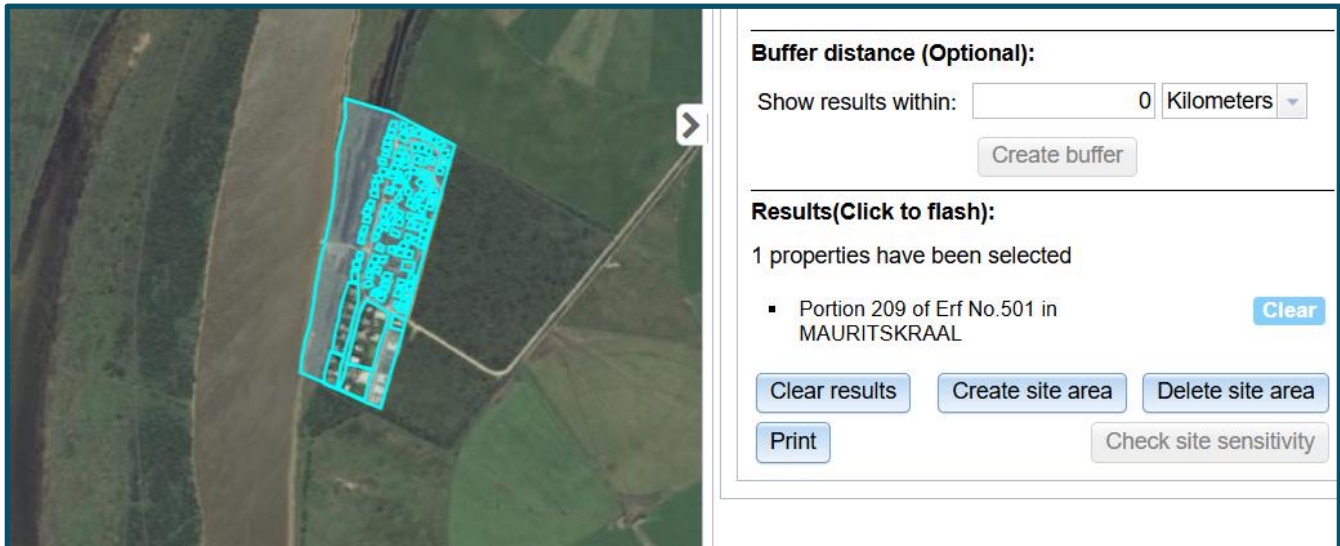 Buffer distance (Optional):
Show results within: 0 Kilometers
Create buffer
Results(Click to flash):
1 properties have been selected
▪ Portion 209 of Erf No.501 in Clear
MAURITSKRAAL
Clear results Create site area Delete site area
Print Check site sensitivity